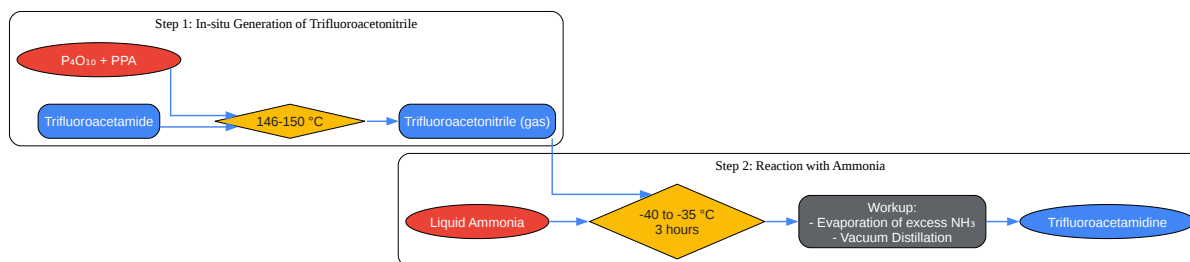 Step 1: In-situ Generation of Trifluoroacetonitrile
P₄O₁₀ + PPA
Trifluoroacetamide
146-150 °C
Trifluoroacetonitrile (gas)
Step 2: Reaction with Ammonia
Liquid Ammonia
-40 to -35 °C
3 hours
Workup:
- Evaporation of excess NH₃
- Vacuum Distillation
Trifluoroacetamidine